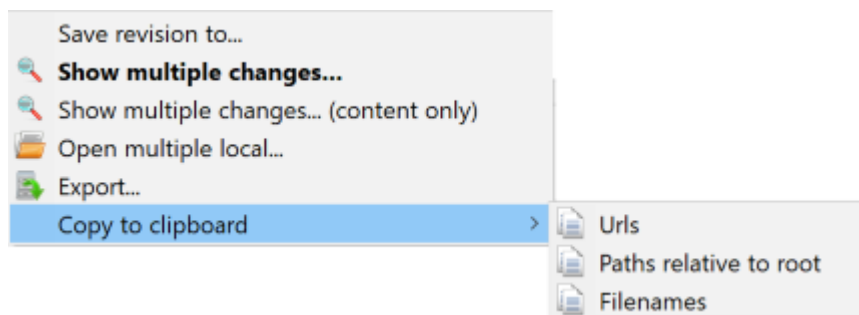 Save revision to...
Show multiple changes...
Show multiple changes... (content only)
Open multiple local...
Export...
Copy to clipboard
Urls
Paths relative to root
Filenames